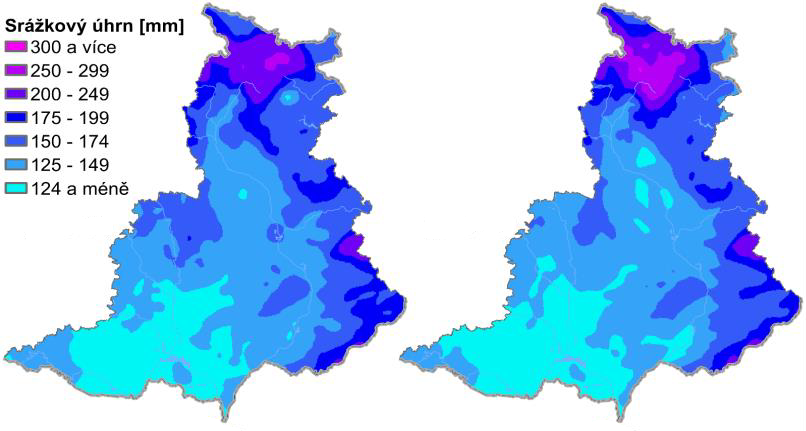 Srážkový úhrn [mm]
300 a více
250 - 299
200 - 249
175 - 199
150 - 174
125 - 149
124 a méně